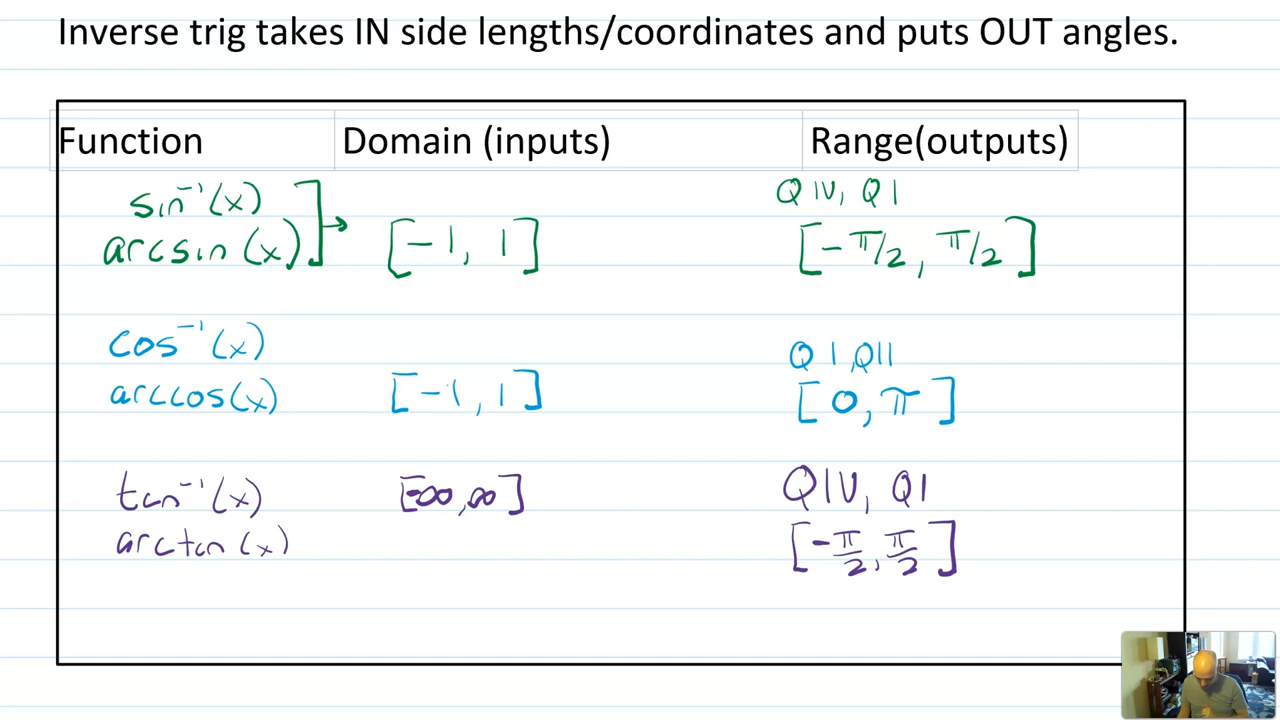 Inverse trig takes IN side lengths/coordinates and puts OUT angles.
Function Domain (inputs) Range(outputs)
sin⁻¹(x) QIV, QI
arcsin(x) [-1, 1] [-π/2, π/2]
cos⁻¹(x) QI, QII
arccos(x) [-1, 1] [0, π]
tan⁻¹(x) [-∞, ∞] QIV, QI
arctan(x) [-π/2, π/2]